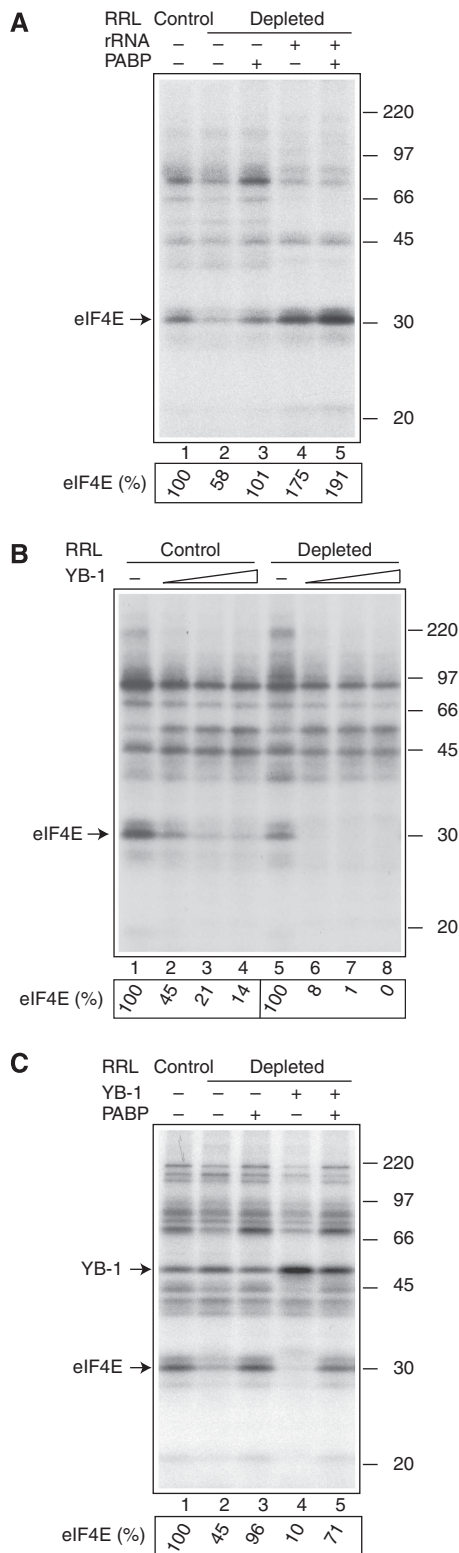 A
RRL Control Depleted
rRNA – – – + +
PABP – – + – +
220
97
66
45
eIF4E
30
20
1 2 3 4 5
eIF4E (%) 100 58 101 175 191
B
RRL Control Depleted
YB-1 – –
220
97
66
45
eIF4E
30
20
1 2 3 4 5 6 7 8
eIF4E (%) 100 45 21 14 100 8 1 0
C
RRL Control Depleted
YB-1 – – – + +
PABP – – + – +
220
97
66
YB-1
45
eIF4E
30
20
1 2 3 4 5
eIF4E (%) 100 45 96 10 71